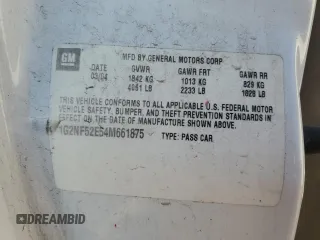 GM
MFD BY GENERAL MOTORS CORP
DATE GVWR GAWR FRT GAWR RR
03/04 1842 KG 1013 KG 829 KG
4061 LB 2233 LB 1828 LB
THIS VEHICLE CONFORMS TO ALL APPLICABLE U.S. FEDERAL MOTOR
VEHICLE SAFETY, BUMPER, AND THEFT PREVENTION STANDARDS
IN EFFECT ON THE DATE OF MANUFACTURE SHOWN ABOVE.
1G2NF52E54M661875 TYPE: PASS CAR
DREAMBID